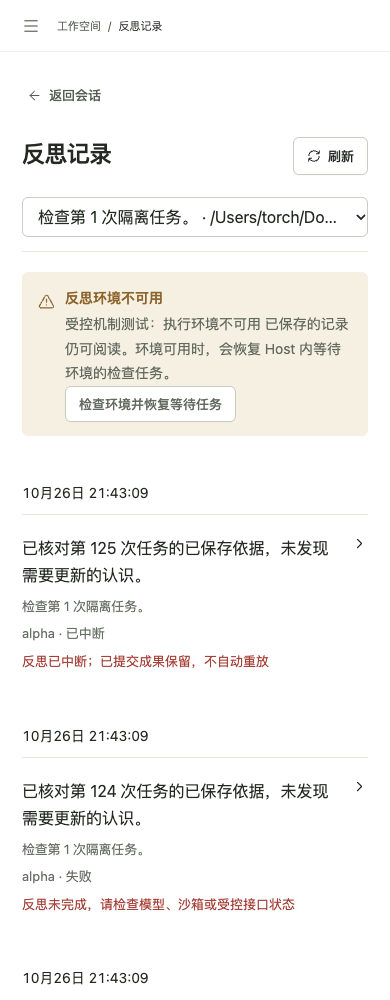 工作空间 / 反思记录
返回会话
反思记录
刷新
检查第 1 次隔离任务。 · /Users/torch/Do...
反思环境不可用
受控机制测试：执行环境不可用 已保存的记录
仍可阅读。环境可用时，会恢复 Host 内等待
环境的检查任务。
检查环境并恢复等待任务
10月26日 21:43:09
已核对第 125 次任务的已保存依据，未发现
需要更新的认识。
检查第 1 次隔离任务。
alpha · 已中断
反思已中断；已提交成果保留，不自动重放
10月26日 21:43:09
已核对第 124 次任务的已保存依据，未发现
需要更新的认识。
检查第 1 次隔离任务。
alpha · 失败
反思未完成，请检查模型、沙箱或受控接口状态
10月26日 21:43:09